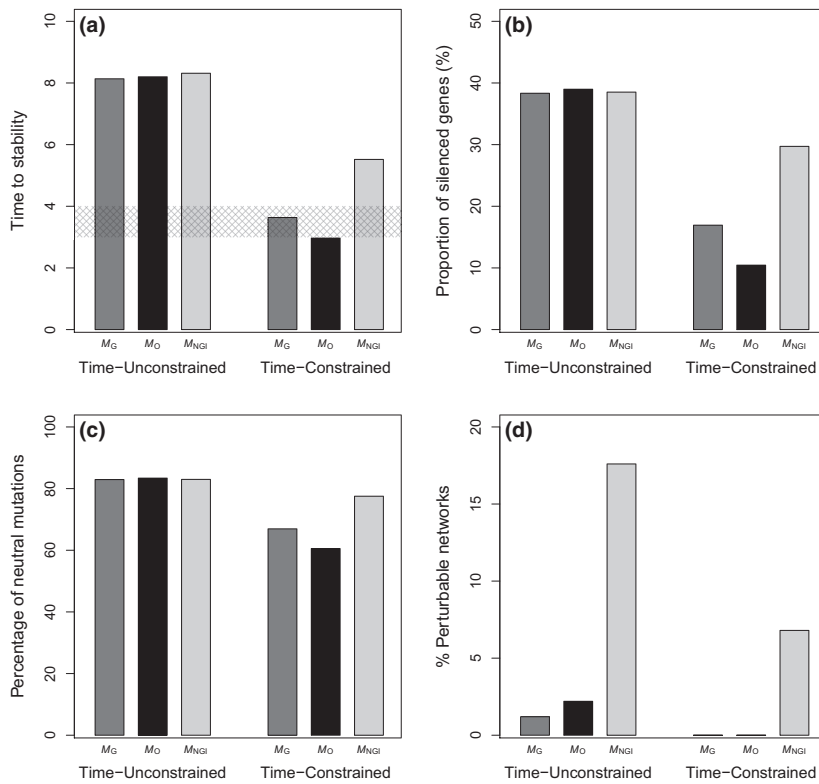 (a)
Time to stability
10
8
6
4
2
0
MG MO MNGI MG MO MNGI
Time−Unconstrained Time−Constrained
(b)
Proportion of silenced genes (%)
50
40
30
20
10
0
MG MO MNGI MG MO MNGI
Time−Unconstrained Time−Constrained
(c)
Percentage of neutral mutations
100
80
60
40
20
0
MG MO MNGI MG MO MNGI
Time−Unconstrained Time−Constrained
(d)
% Perturbable networks
20
15
10
5
0
MG MO MNGI MG MO MNGI
Time−Unconstrained Time−Constrained